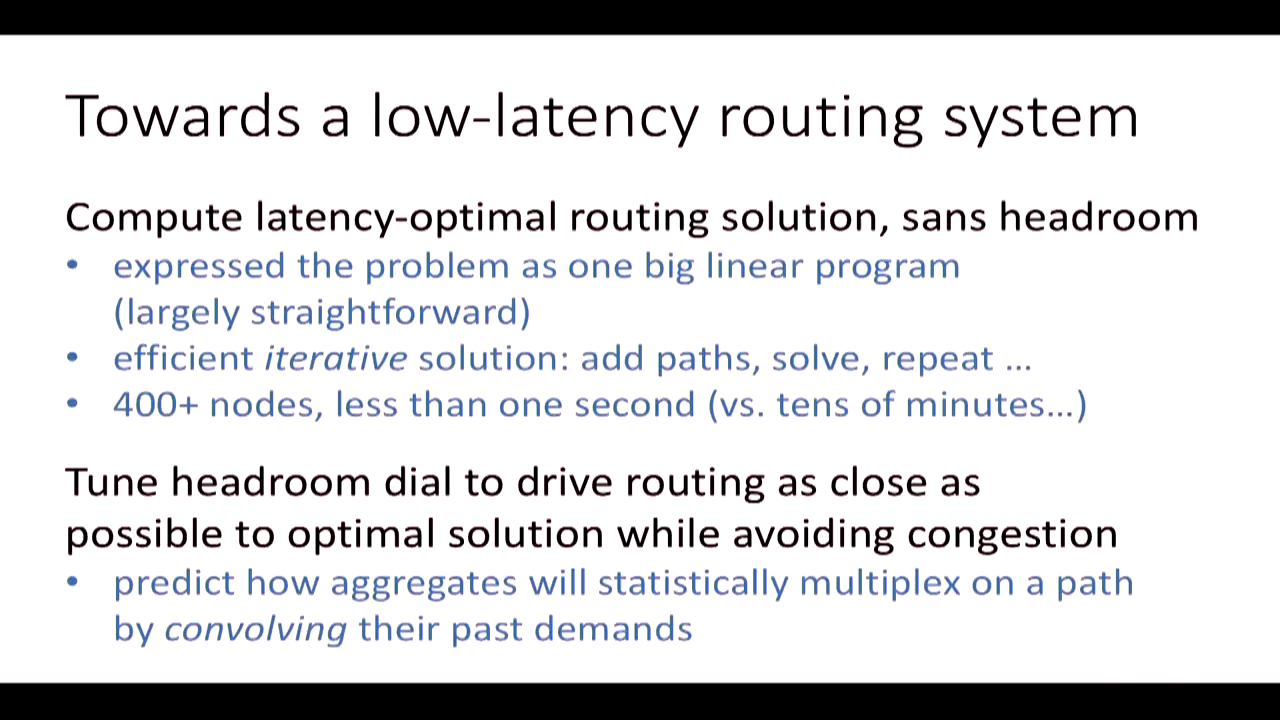 Towards a low-latency routing system
Compute latency-optimal routing solution, sans headroom
• expressed the problem as one big linear program
(largely straightforward)
• efficient iterative solution: add paths, solve, repeat ...
• 400+ nodes, less than one second (vs. tens of minutes...)
Tune headroom dial to drive routing as close as
possible to optimal solution while avoiding congestion
• predict how aggregates will statistically multiplex on a path
by convolving their past demands